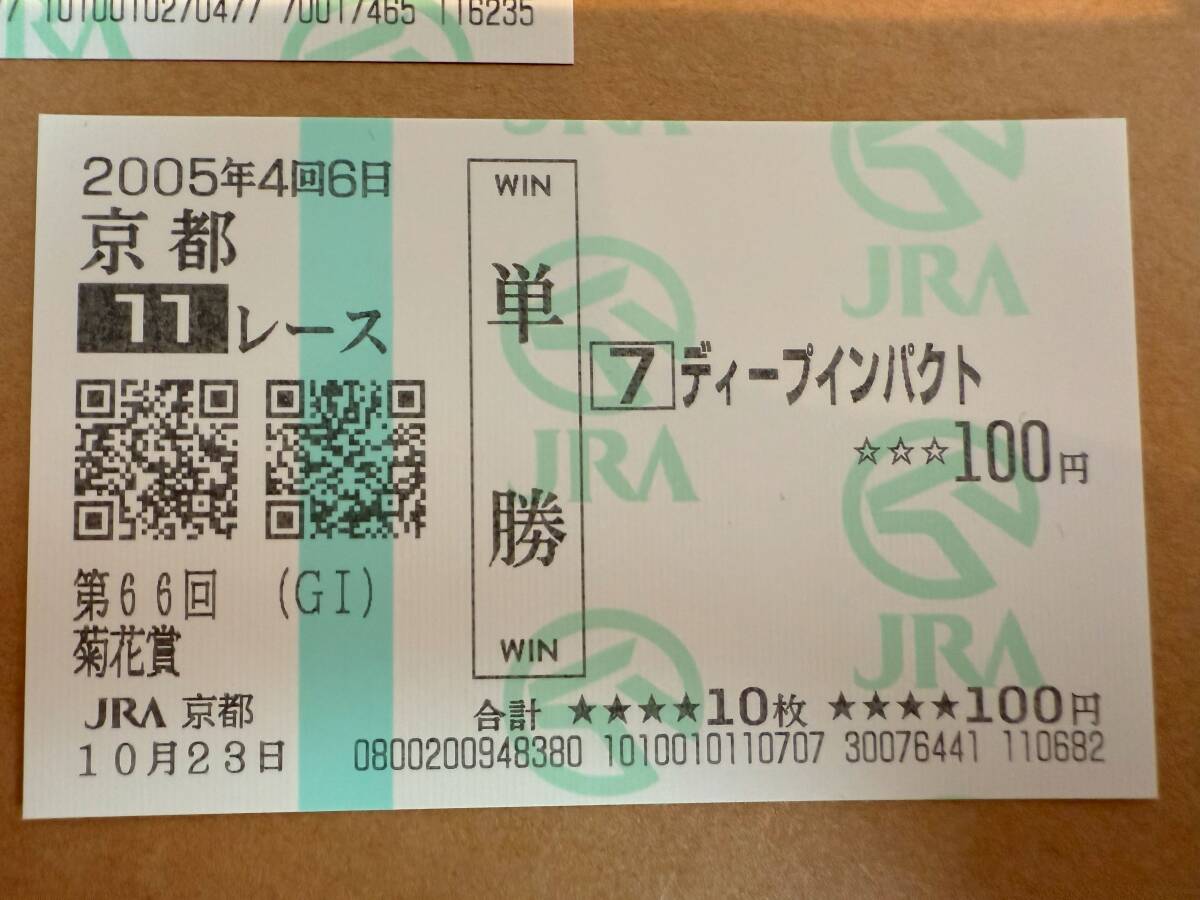 1010010270477 70017465 116235
JRA
2005年4回6日
京都
11レース
第66回 (GI)
菊花賞
JRA 京都
10月23日
WIN
単勝
WIN
7 ディープインパクト
☆☆☆100円
合計 ★★★★10枚 ★★★★100円
0800200948380 1010010110707 30076441 110682
JRA
JRA
JRA
JRA